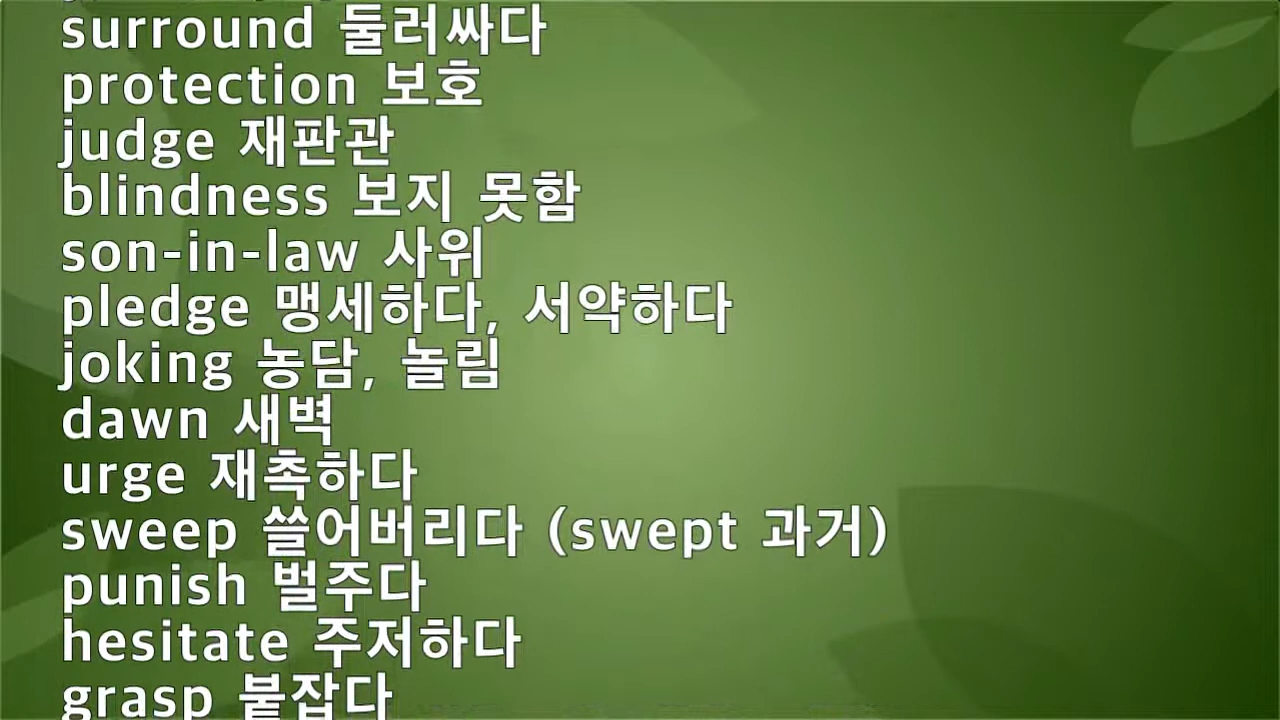 surround 둘러싸다
protection 보호
judge 재판관
blindness 보지 못함
son-in-law 사위
pledge 맹세하다, 서약하다
joking 농담, 놀림
dawn 새벽
urge 재촉하다
sweep 쓸어버리다 (swept 과거)
punish 벌주다
hesitate 주저하다
grasp 붙잡다